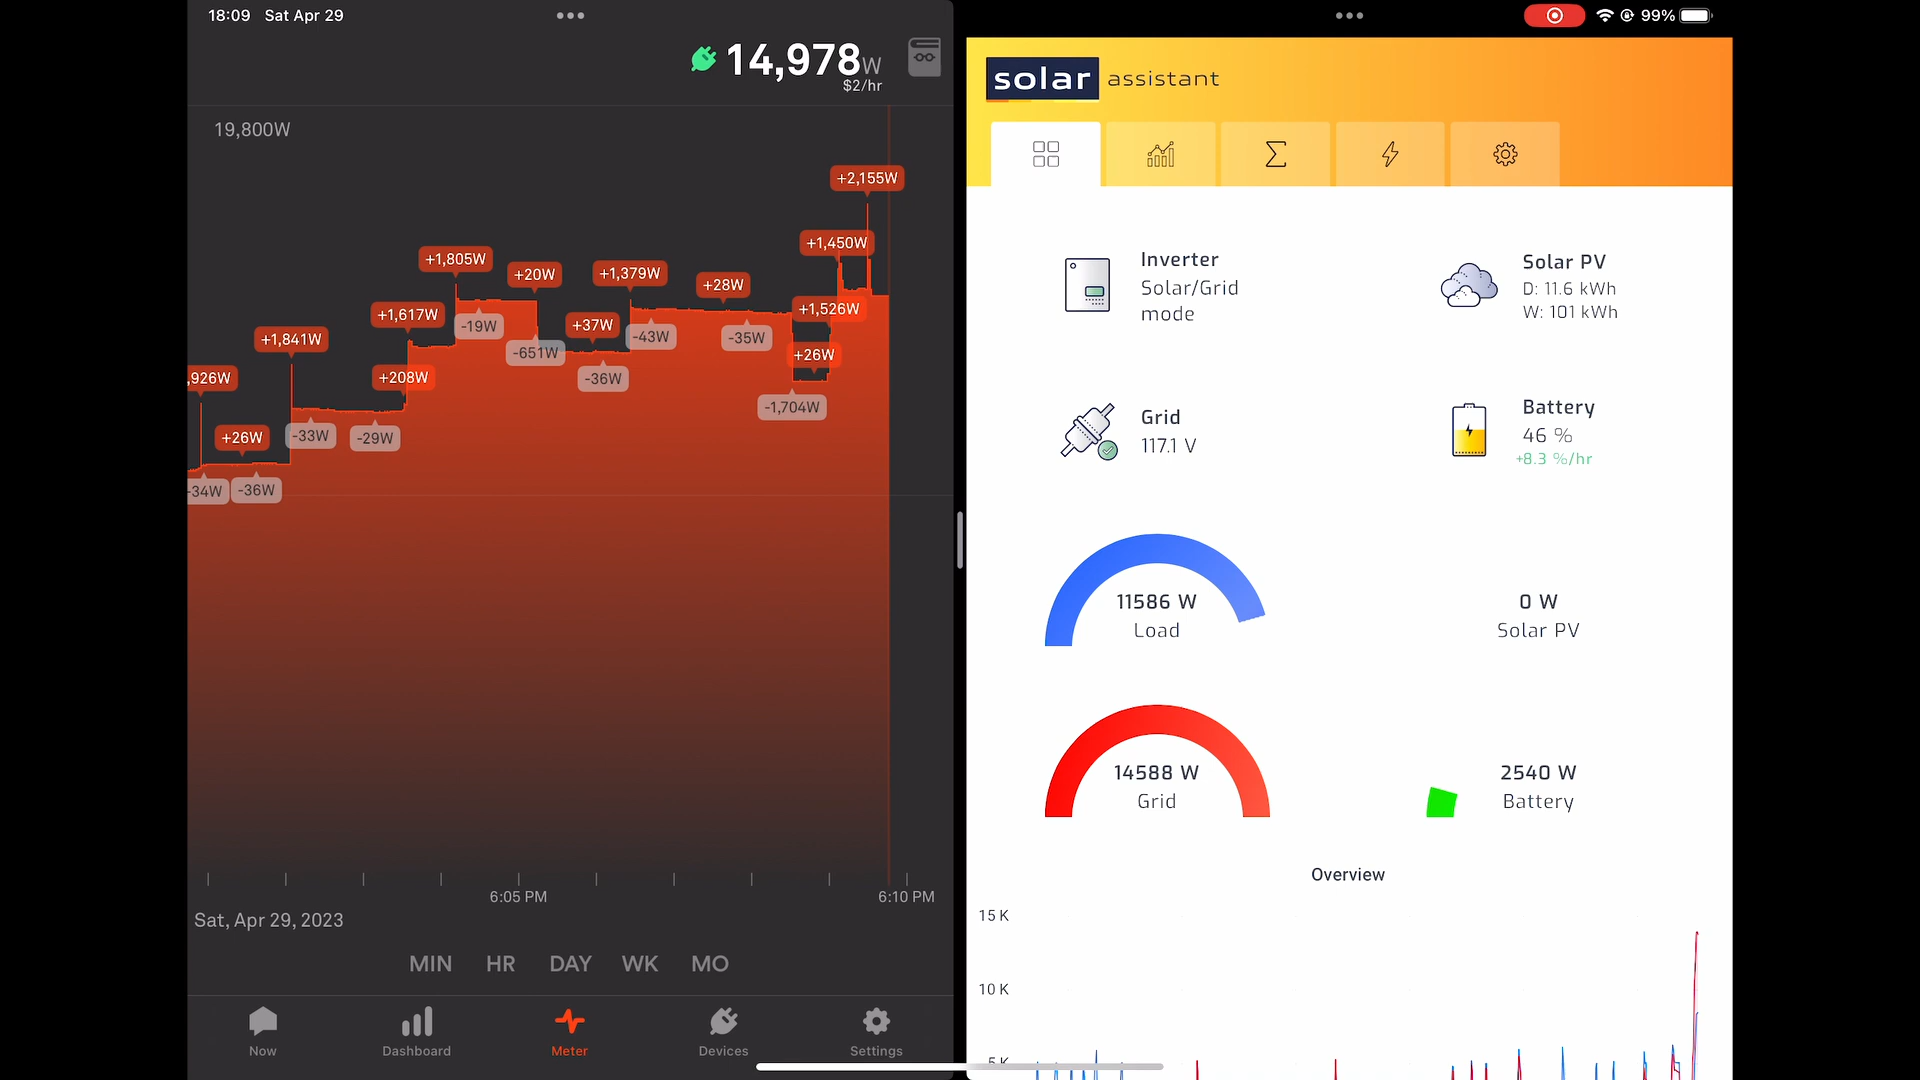 18:09 Sat Apr 29
14,978W
$2/hr
19,800W
+2,155W
+1,450W
+1,805W
+20W
+1,379W
+28W
+1,526W
+1,617W
+37W
-19W
-43W
-35W
+1,841W
-651W
+26W
,926W
+208W
-36W
-1,704W
+26W
-33W
-29W
-34W
-36W
6:05 PM
6:10 PM
Sat, Apr 29, 2023
MIN HR DAY WK MO
Now
Dashboard
Meter
Devices
Settings
99%
solar assistant
Inverter
Solar/Grid
mode
Solar PV
D: 11.6 kWh
W: 101 kWh
Grid
117.1 V
Battery
46 %
+8.3 %/hr
11586 W
Load
0 W
Solar PV
14588 W
Grid
2540 W
Battery
Overview
15 K
10 K
5 K